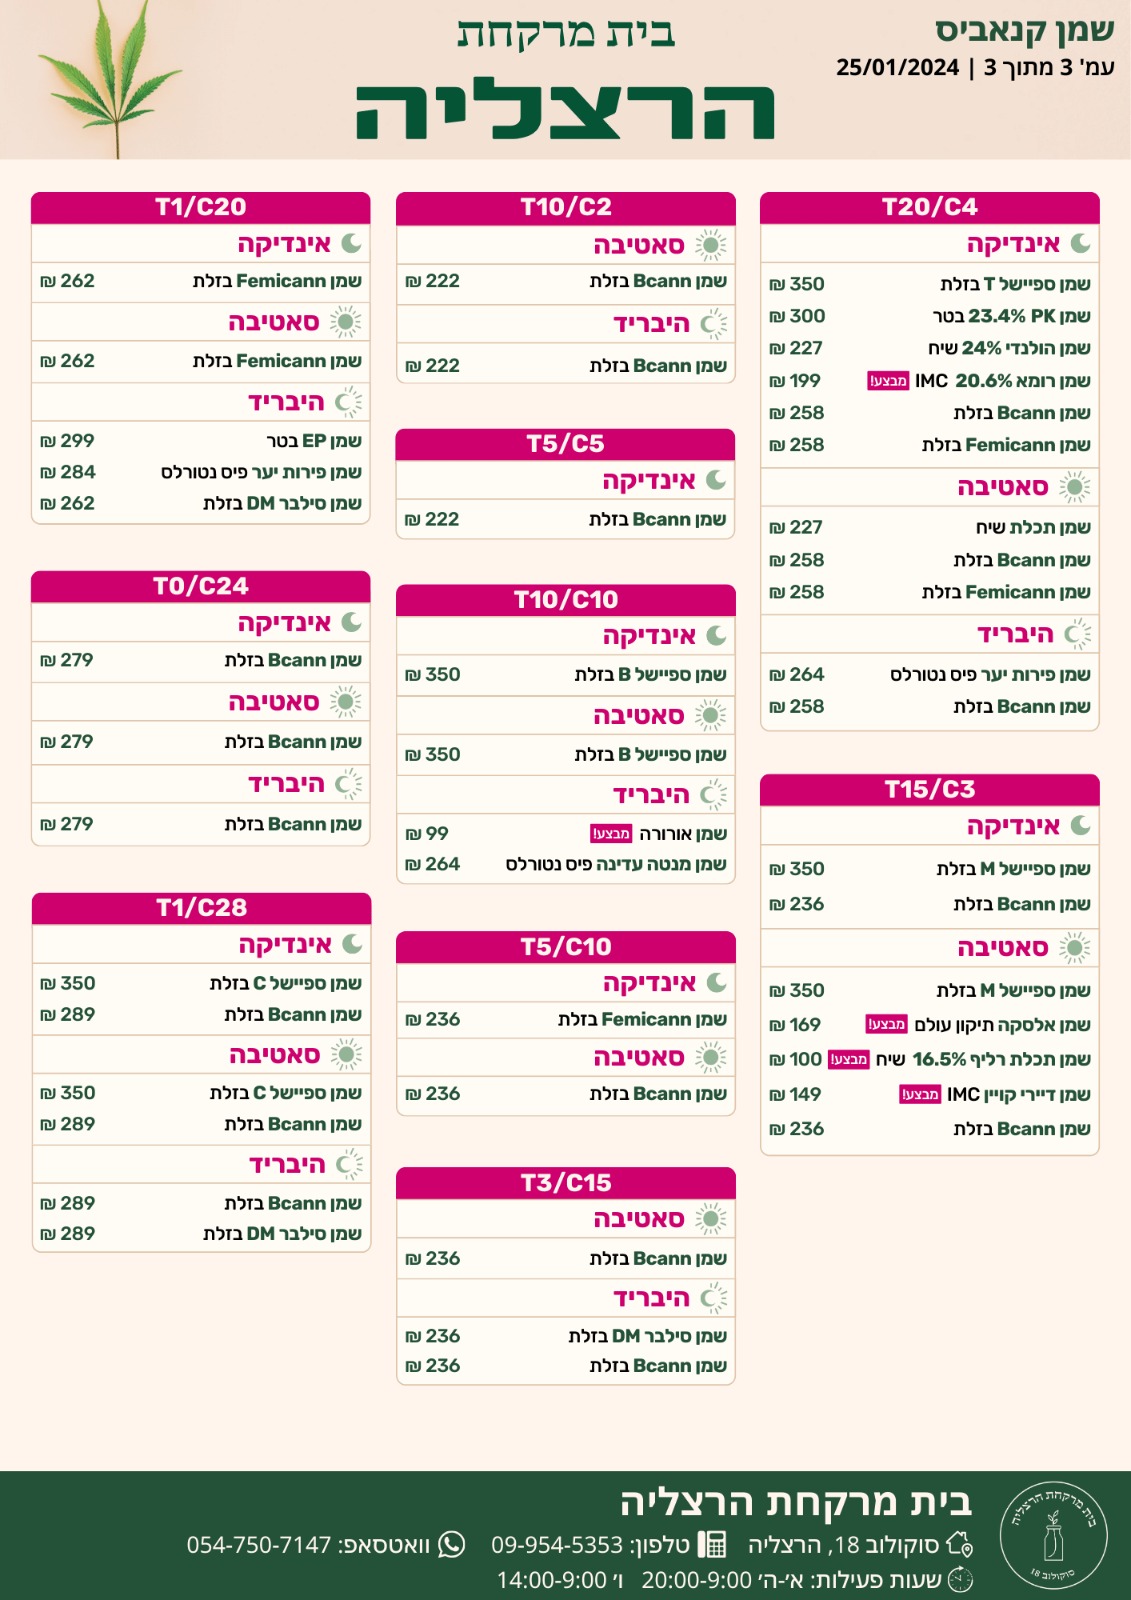 שמן קנאביס
עמ' 3 מתוך 3 | 25/01/2024
בית מרקחת
הרצליה
T20/C4
אינדיקה
שמן ספיישל T בזלת 350 ₪
שמן PK 23.4% בטר 300 ₪
שמן הולנדי 24% שיח 227 ₪
שמן רומא 20.6% IMC מבצע! 199 ₪
שמן Bcann בזלת 258 ₪
שמן Femicann בזלת 258 ₪
סאטיבה
שמן תכלת שיח 227 ₪
שמן Bcann בזלת 258 ₪
שמן Femicann בזלת 258 ₪
היבריד
שמן פירות יער פיס נטורלס 264 ₪
שמן Bcann בזלת 258 ₪
T15/C3
אינדיקה
שמן ספיישל M בזלת 350 ₪
שמן Bcann בזלת 236 ₪
סאטיבה
שמן ספיישל M בזלת 350 ₪
שמן אלסקה תיקון עולם מבצע! 169 ₪
שמן תכלת רליף 16.5% שיח מבצע! 100 ₪
שמן דיירי קויין IMC מבצע! 149 ₪
שמן Bcann בזלת 236 ₪
T10/C2
סאטיבה
שמן Bcann בזלת 222 ₪
היבריד
שמן Bcann בזלת 222 ₪
T5/C5
אינדיקה
שמן Bcann בזלת 222 ₪
T10/C10
אינדיקה
שמן ספיישל B בזלת 350 ₪
סאטיבה
שמן ספיישל B בזלת 350 ₪
היבריד
שמן אורורה מבצע! 99 ₪
שמן מנטה עדינה פיס נטורלס 264 ₪
T5/C10
אינדיקה
שמן Femicann בזלת 236 ₪
סאטיבה
שמן Bcann בזלת 236 ₪
T3/C15
סאטיבה
שמן Bcann בזלת 236 ₪
היבריד
שמן סילבר DM בזלת 236 ₪
שמן Bcann בזלת 236 ₪
T1/C20
אינדיקה
שמן Femicann בזלת 262 ₪
סאטיבה
שמן Femicann בזלת 262 ₪
היבריד
שמן EP בטר 299 ₪
שמן פירות יער פיס נטורלס 284 ₪
שמן סילבר DM בזלת 262 ₪
T0/C24
אינדיקה
שמן Bcann בזלת 279 ₪
סאטיבה
שמן Bcann בזלת 279 ₪
היבריד
שמן Bcann בזלת 279 ₪
T1/C28
אינדיקה
שמן ספיישל C בזלת 350 ₪
שמן Bcann בזלת 289 ₪
סאטיבה
שמן ספיישל C בזלת 350 ₪
שמן Bcann בזלת 289 ₪
היבריד
שמן Bcann בזלת 289 ₪
שמן סילבר DM בזלת 289 ₪
בית מרקחת הרצליה
סוקולוב 18, הרצליה טלפון: 09-954-5353 וואטסאפ: 054-750-7147
שעות פעילות: א׳-ה׳ 20:00-9:00 ו׳ 14:00-9:00
בית מרקחת הרצליה
סוקולוב 18